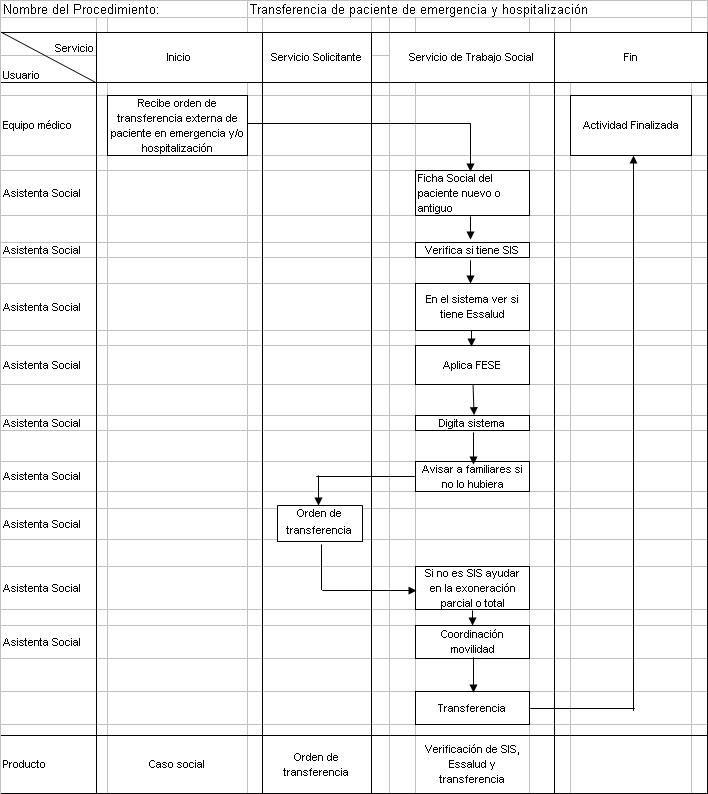 Nombre del Procedimiento: Transferencia de paciente de emergencia y hospitalización
Servicio
Usuario
Inicio
Servicio Solicitante
Servicio de Trabajo Social
Fin
Equipo médico
Recibe orden de
transferencia externa de
paciente en emergencia y/o
hospitalización
Actividad Finalizada
Asistenta Social
Ficha Social del
paciente nuevo o
antiguo
Asistenta Social
Verifica si tiene SIS
Asistenta Social
En el sistema ver si
tiene Essalud
Asistenta Social
Aplica FESE
Asistenta Social
Digita sistema
Asistenta Social
Avisar a familiares si
no lo hubiera
Asistenta Social
Orden de
transferencia
Asistenta Social
Si no es SIS ayudar
en la exoneración
parcial o total
Asistenta Social
Coordinación
movilidad
Transferencia
Producto
Caso social
Orden de
transferencia
Verificación de SIS,
Essalud y
transferencia